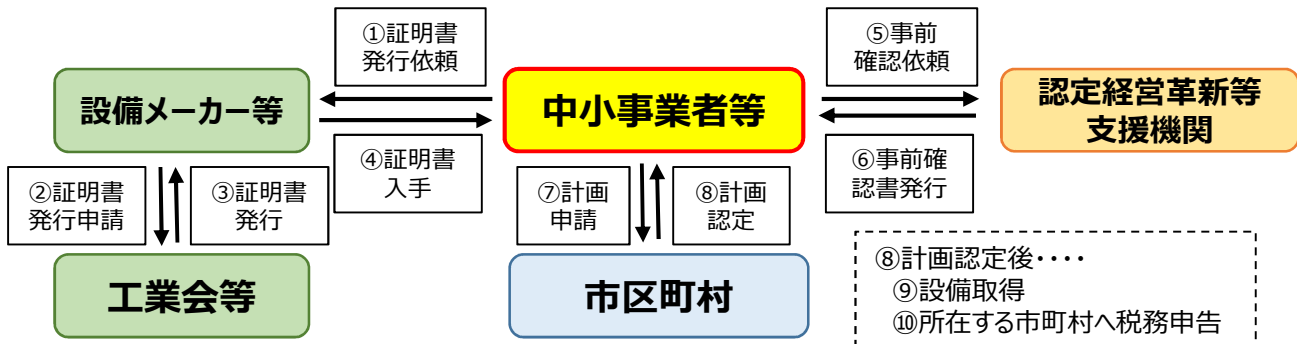 ①証明書
発行依頼
⑤事前
確認依頼
設備メーカー等
中小事業者等
認定経営革新等
支援機関
④証明書
入手
⑥事前確
認書発行
②証明書
発行申請
③証明書
発行
⑦計画
申請
⑧計画
認定
工業会等
市区町村
⑧計画認定後・・・・
⑨設備取得
⑩所在する市町村へ税務申告